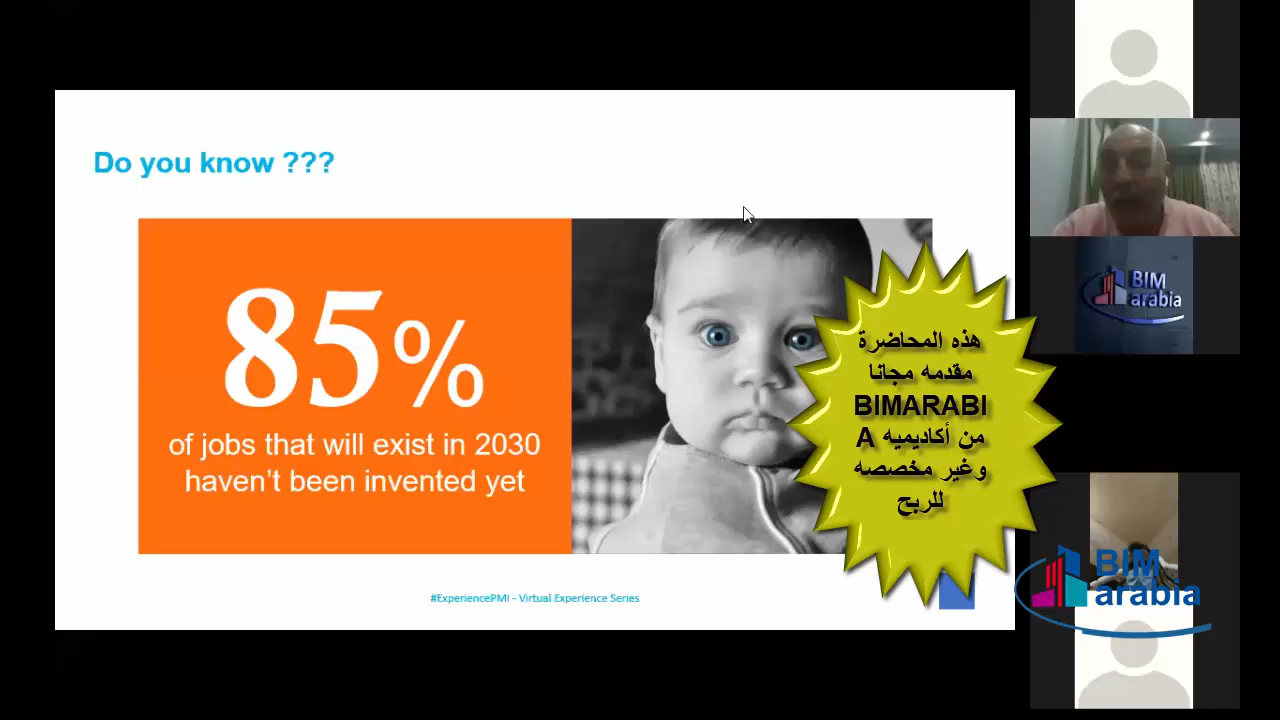 Do you know ???
85%
of jobs that will exist in 2030
haven't been invented yet
#ExperiencePMI - Virtual Experience Series
هذه المحاضرة
مقدمه مجانا
BIMARABI
من أكاديميه A
وغير مخصصه
للربح
BIM
arabia
BIM
arabia